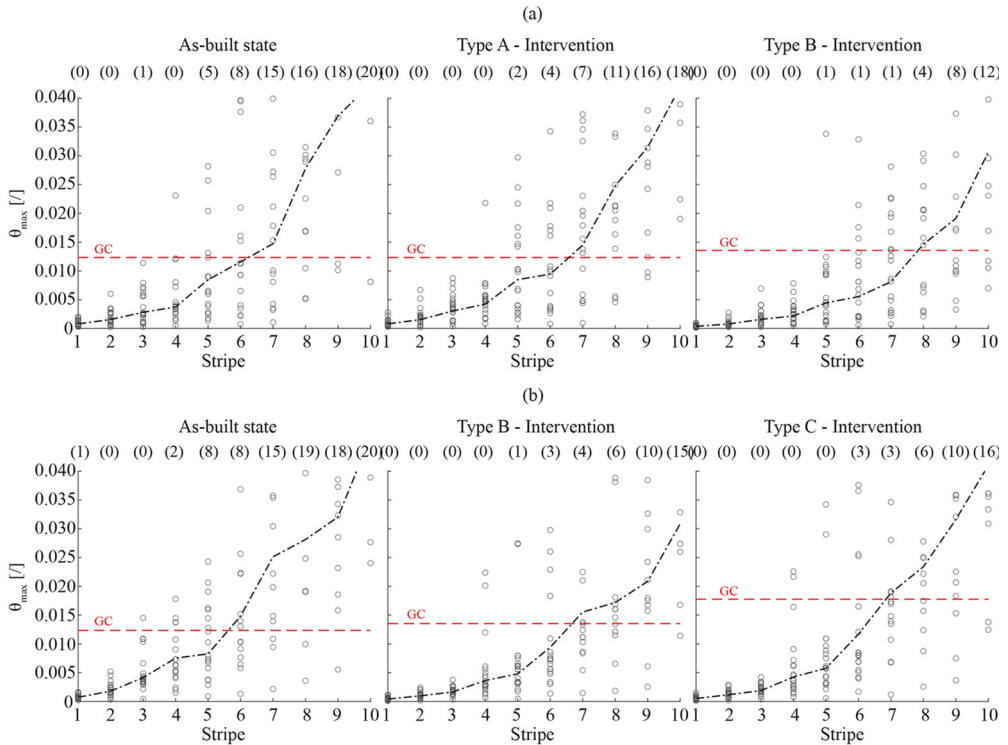 (a)
As-built state
Type A - Intervention
Type B - Intervention
(0) (0) (1) (0) (5) (8) (15) (16) (18) (20)
(0) (0) (0) (0) (2) (4) (7) (11) (16) (18)
(0) (0) (0) (0) (1) (1) (1) (4) (8) (12)
0.040
0.035
0.030
0.025
0.020
0.015
0.010
0.005
0
θmax [/]
GC
GC
GC
1 2 3 4 5 6 7 8 9 10
1 2 3 4 5 6 7 8 9 10
1 2 3 4 5 6 7 8 9 10
Stripe
Stripe
Stripe
(b)
As-built state
Type B - Intervention
Type C - Intervention
(1) (0) (0) (2) (8) (8) (15) (19) (18) (20)
(0) (0) (0) (0) (1) (3) (4) (6) (10) (15)
(0) (0) (0) (0) (0) (3) (3) (6) (10) (16)
0.040
0.035
0.030
0.025
0.020
0.015
0.010
0.005
0
θmax [/]
GC
GC
GC
1 2 3 4 5 6 7 8 9 10
1 2 3 4 5 6 7 8 9 10
1 2 3 4 5 6 7 8 9 10
Stripe
Stripe
Stripe